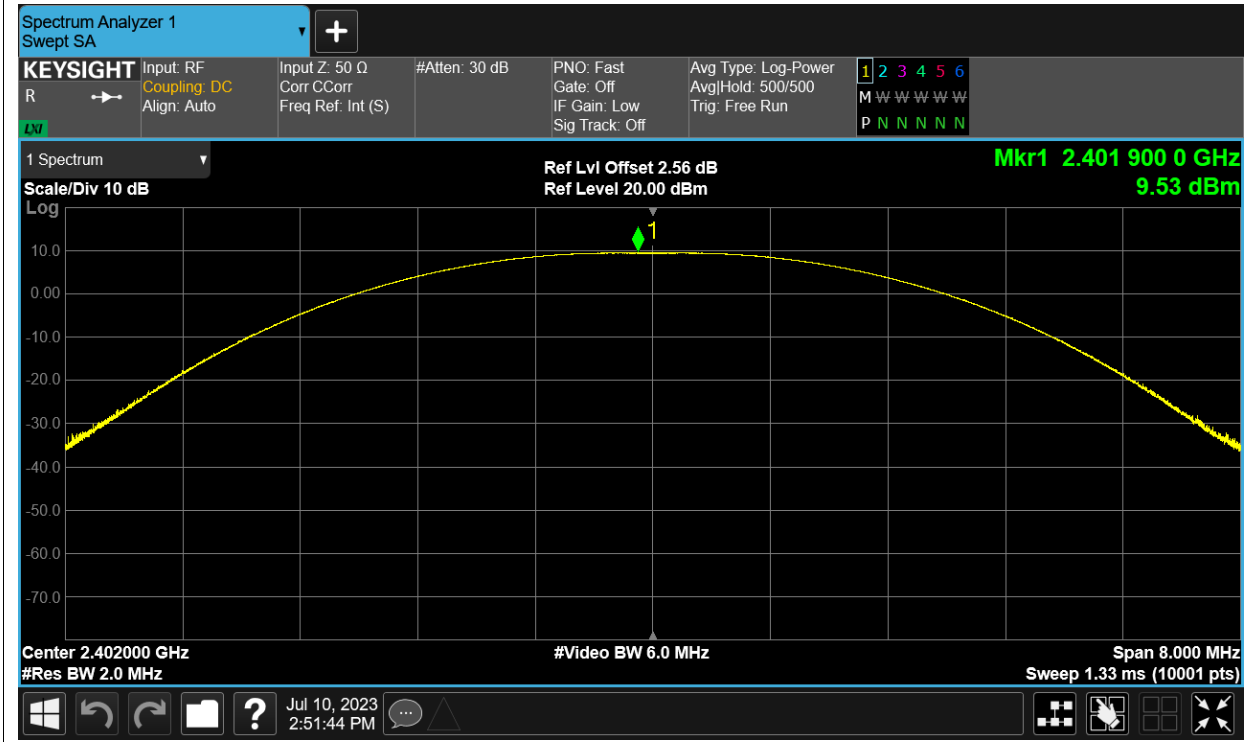 Spectrum Analyzer 1
Swept SA
+
KEYSIGHT
R
LXI
Input: RF
Coupling: DC
Align: Auto
Input Z: 50 Ω
Corr CCorr
Freq Ref: Int (S)
#Atten: 30 dB
PNO: Fast
Gate: Off
IF Gain: Low
Sig Track: Off
Avg Type: Log-Power
Avg|Hold: 500/500
Trig: Free Run
1 2 3 4 5 6
M W W W W W
P N N N N N
1 Spectrum
Scale/Div 10 dB
Log
Ref Lvl Offset 2.56 dB
Ref Level 20.00 dBm
Mkr1 2.401 900 0 GHz
9.53 dBm
1
10.0
0.00
-10.0
-20.0
-30.0
-40.0
-50.0
-60.0
-70.0
Center 2.402000 GHz
#Res BW 2.0 MHz
#Video BW 6.0 MHz
Span 8.000 MHz
Sweep 1.33 ms (10001 pts)
?
Jul 10, 2023
2:51:44 PM